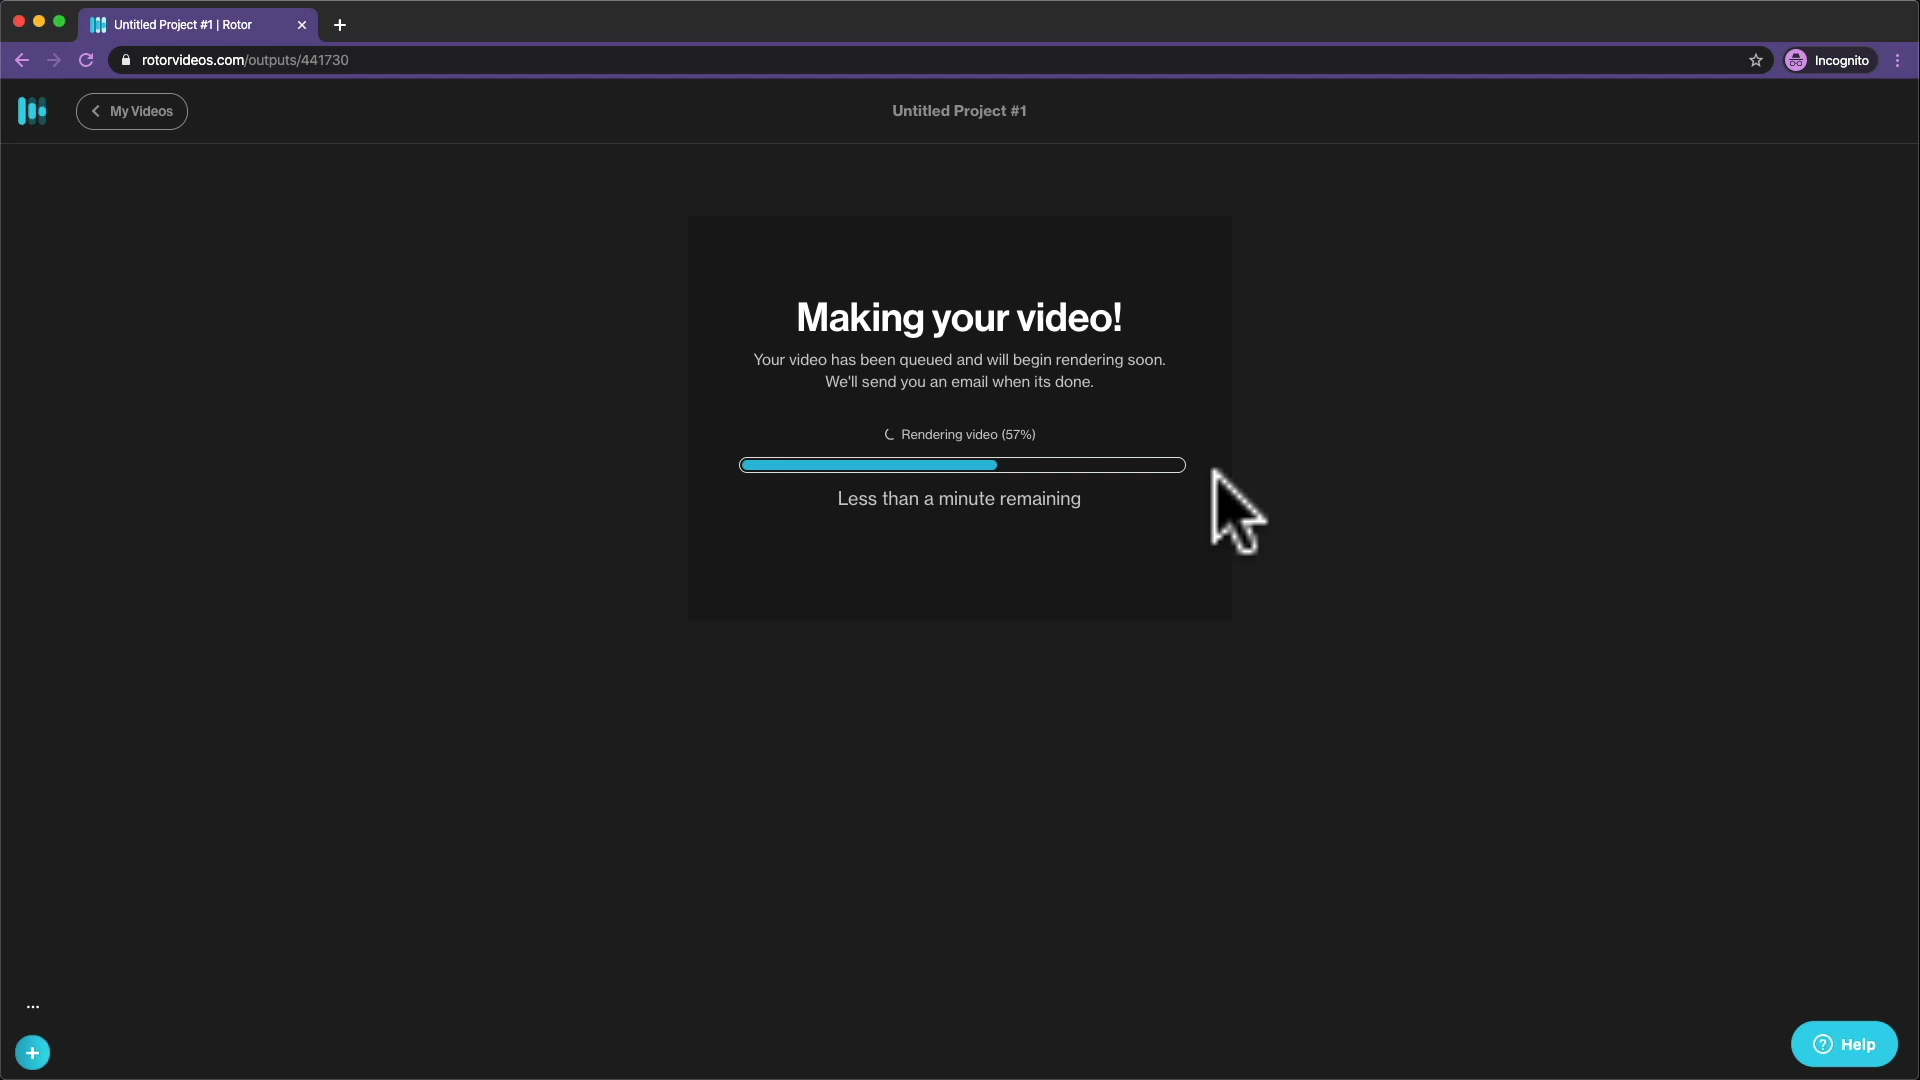 Untitled Project #1 | Rotor
rotorvideos.com/outputs/441730
Incognito
My Videos
Untitled Project #1
Making your video!
Your video has been queued and will begin rendering soon.
We'll send you an email when its done.
Rendering video (57%)
Less than a minute remaining
Help